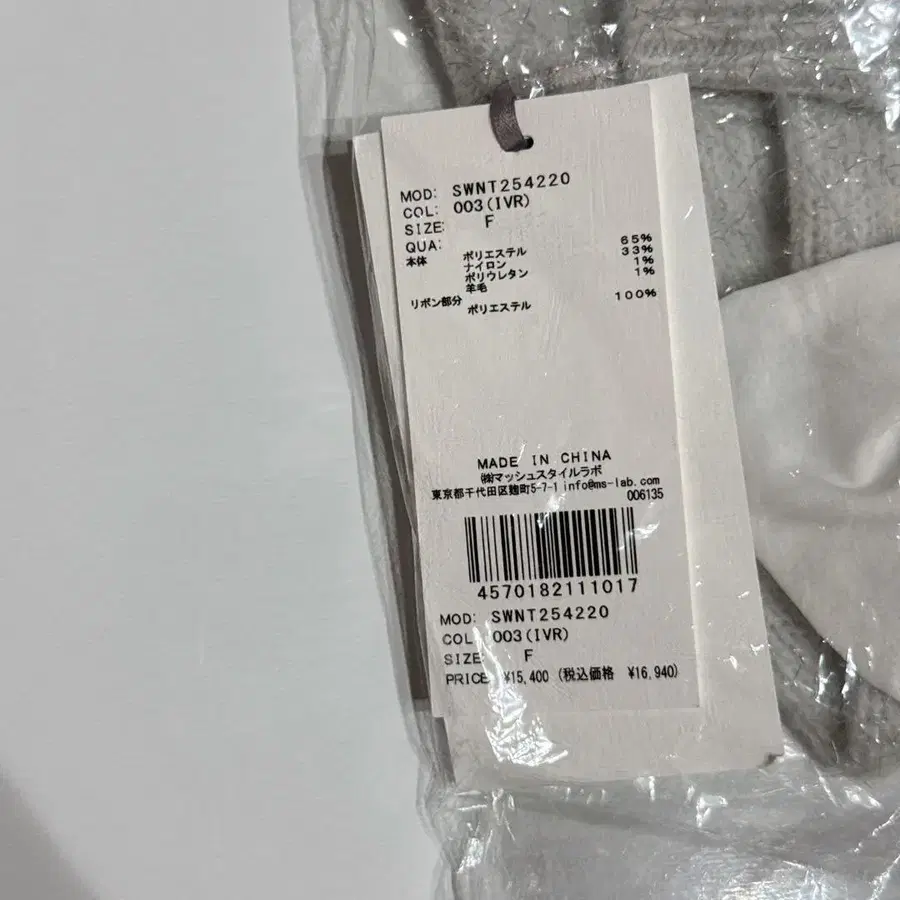 MOD: SWNT254220
COL: 003(IVR)
SIZE: F
QUA:
本体 ポリエステル 65%
ナイロン 33%
ポリウレタン 1%
羊毛 1%
リボン部分 ポリエステル 100%
MADE IN CHINA
㈱マッシュスタイルラボ
東京都千代田区麹町5-7-1 info@ms-lab.com
006135
4570182111017
MOD: SWNT254220
COL: 003(IVR)
SIZE: F
PRICE: ¥15,400 (税込価格 ¥16,940)